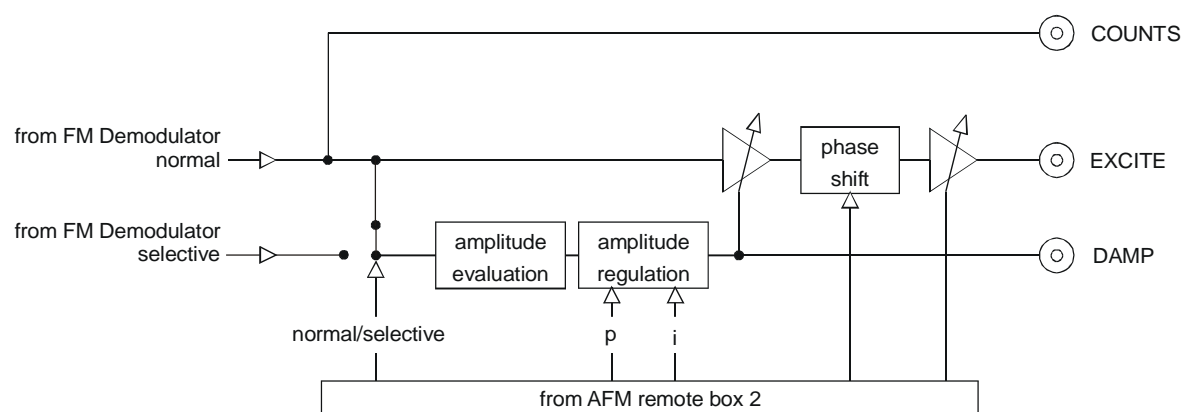 COUNTS
from FM Demodulator
normal
phase
shift
EXCITE
from FM Demodulator
selective
amplitude
evaluation
amplitude
regulation
DAMP
normal/selective
p
i
from AFM remote box 2